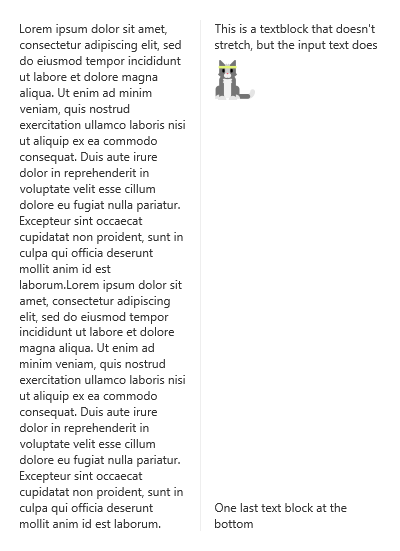 Lorem ipsum dolor sit amet,
consectetur adipiscing elit, sed
do eiusmod tempor incididunt
ut labore et dolore magna
aliqua. Ut enim ad minim
veniam, quis nostrud
exercitation ullamco laboris nisi
ut aliquip ex ea commodo
consequat. Duis aute irure
dolor in reprehenderit in
voluptate velit esse cillum
dolore eu fugiat nulla pariatur.
Excepteur sint occaecat
cupidatat non proident, sunt in
culpa qui officia deserunt
mollit anim id est
laborum.Lorem ipsum dolor sit
amet, consectetur adipiscing
elit, sed do eiusmod tempor
incididunt ut labore et dolore
magna aliqua. Ut enim ad
minim veniam, quis nostrud
exercitation ullamco laboris nisi
ut aliquip ex ea commodo
consequat. Duis aute irure
dolor in reprehenderit in
voluptate velit esse cillum
dolore eu fugiat nulla pariatur.
Excepteur sint occaecat
cupidatat non proident, sunt in
culpa qui officia deserunt
mollit anim id est laborum.
This is a textblock that doesn't
stretch, but the input text does
One last text block at the
bottom